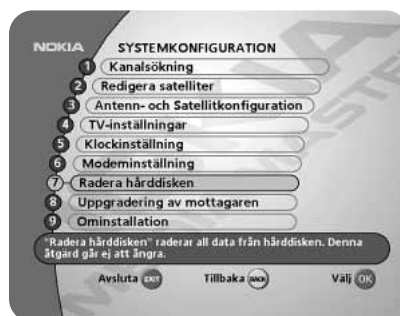 NOKIA SYSTEMKONFIGURATION
1 Kanalsökning
2 Redigera satelliter
3 Antenn- och Satellitkonfiguration
4 TV-inställningar
5 Klockinställning
6 Modeminställning
7 Radera hårddisken
8 Uppgradering av mottagaren
9 Ominstallation
"Radera hårddisken" raderar all data från hårddisken. Denna
åtgärd går ej att ångra.
Avsluta EXIT Tillbaka BACK Välj OK